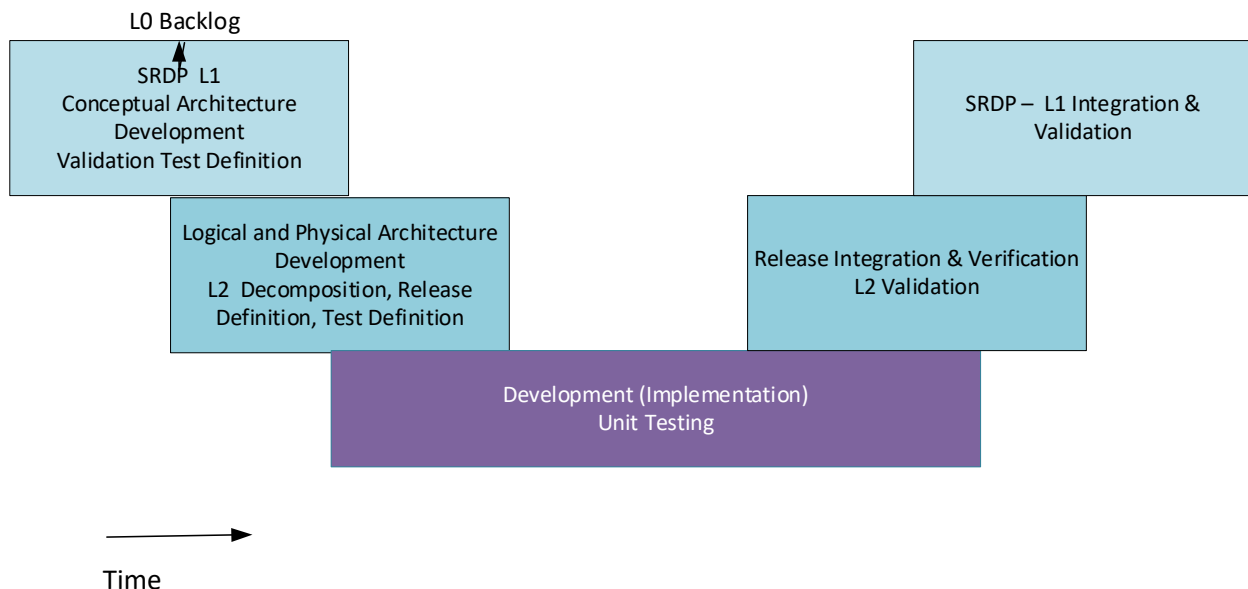 L0 Backlog
SRDP L1
Conceptual Architecture
Development
Validation Test Definition
SRDP – L1 Integration &
Validation
Logical and Physical Architecture
Development
L2 Decomposition, Release
Definition, Test Definition
Release Integration & Verification
L2 Validation
Development (Implementation)
Unit Testing
Time